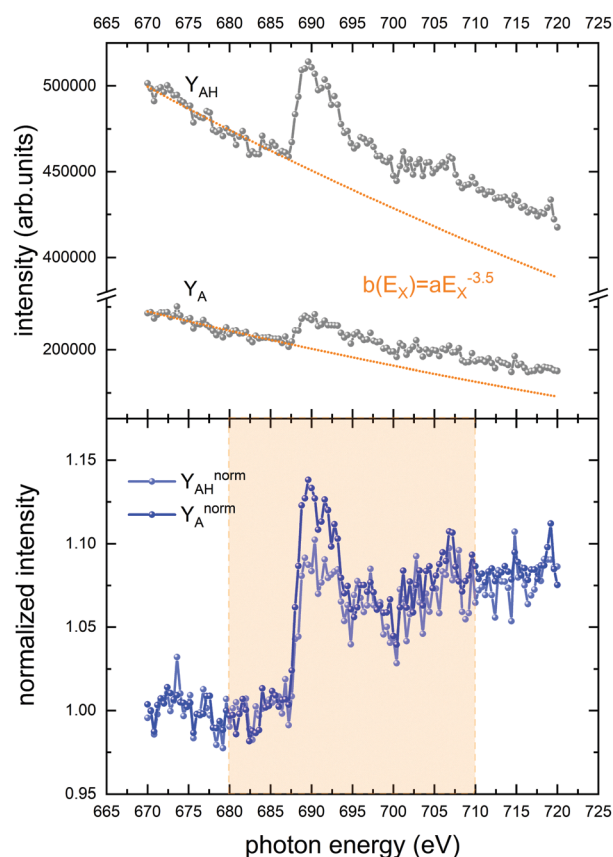 665 670 675 680 685 690 695 700 705 710 715 720 725
intensity (arb.units)
500000
450000
400000
200000
Y_AH
Y_A
b(E_X)=aE_X^-3.5
normalized intensity
1.15
1.10
1.05
1.00
0.95
Y_AH^norm
Y_A^norm
665 670 675 680 685 690 695 700 705 710 715 720 725
photon energy (eV)